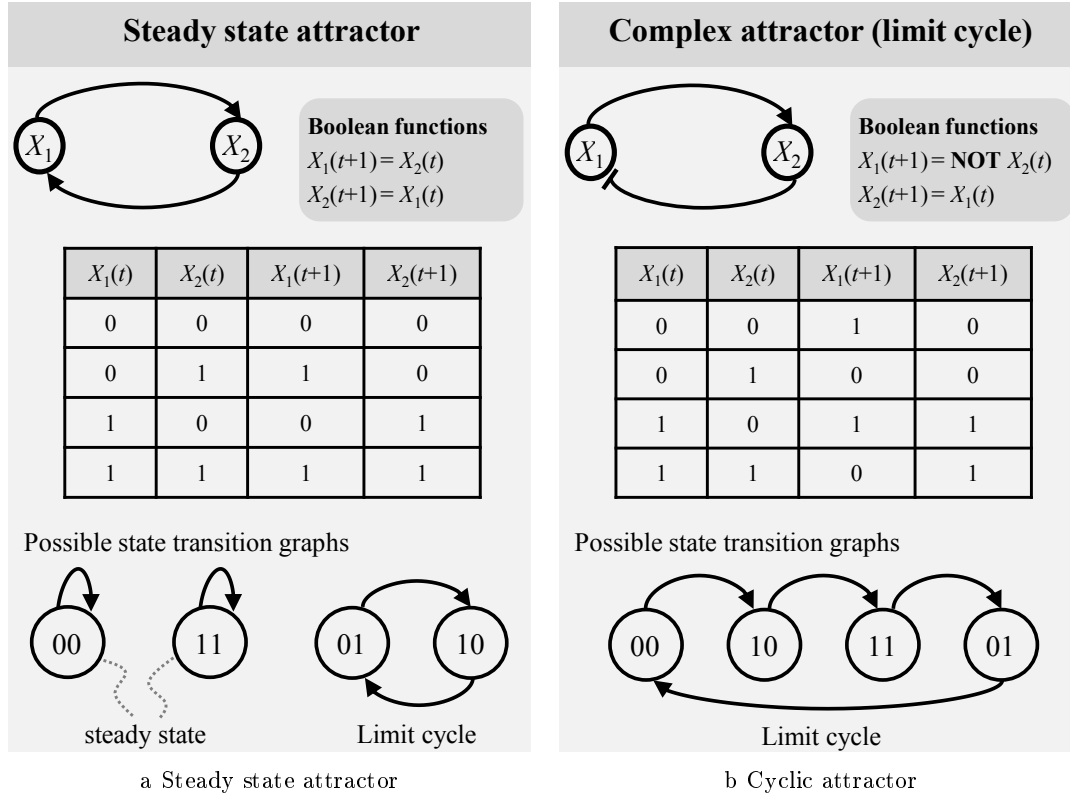 Steady state attractor
X₁
X₂
Boolean functions
X₁(t+1) = X₂(t)
X₂(t+1) = X₁(t)
X₁(t) X₂(t) X₁(t+1) X₂(t+1)
0 0 0 0
0 1 1 0
1 0 0 1
1 1 1 1
Possible state transition graphs
00 11 01 10
steady state
Limit cycle
a Steady state attractor
Complex attractor (limit cycle)
X₁
X₂
Boolean functions
X₁(t+1) = NOT X₂(t)
X₂(t+1) = X₁(t)
X₁(t) X₂(t) X₁(t+1) X₂(t+1)
0 0 1 0
0 1 0 0
1 0 1 1
1 1 0 1
Possible state transition graphs
00 10 11 01
Limit cycle
b Cyclic attractor